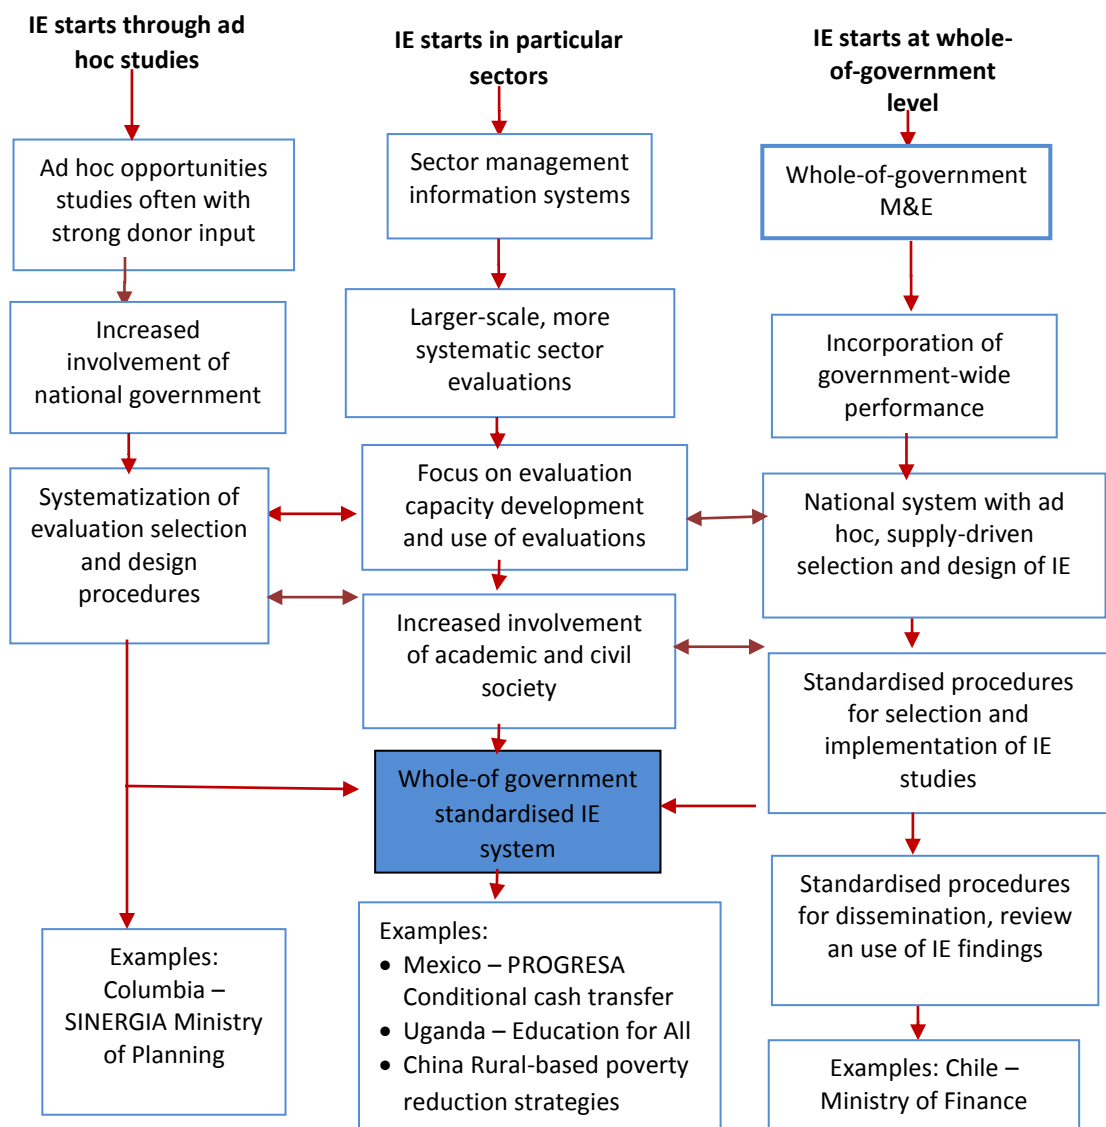 IE starts through ad
hoc studies
Ad hoc opportunities
studies often with
strong donor input
Increased
involvement of
national government
Systematization of
evaluation selection
and design
procedures
Examples:
Columbia –
SINERGIA Ministry
of Planning
IE starts in particular
sectors
Sector management
information systems
Larger-scale, more
systematic sector
evaluations
Focus on evaluation
capacity development
and use of evaluations
Increased involvement
of academic and civil
society
Whole-of government
standardised IE
system
Examples:
• Mexico – PROGRESA
Conditional cash transfer
• Uganda – Education for All
• China Rural-based poverty
reduction strategies
IE starts at whole-
of-government
level
Whole-of-government
M&E
Incorporation of
government-wide
performance
National system with ad
hoc, supply-driven
selection and design of IE
Standardised procedures
for selection and
implementation of IE
studies
Standardised procedures
for dissemination, review
an use of IE findings
Examples: Chile –
Ministry of Finance